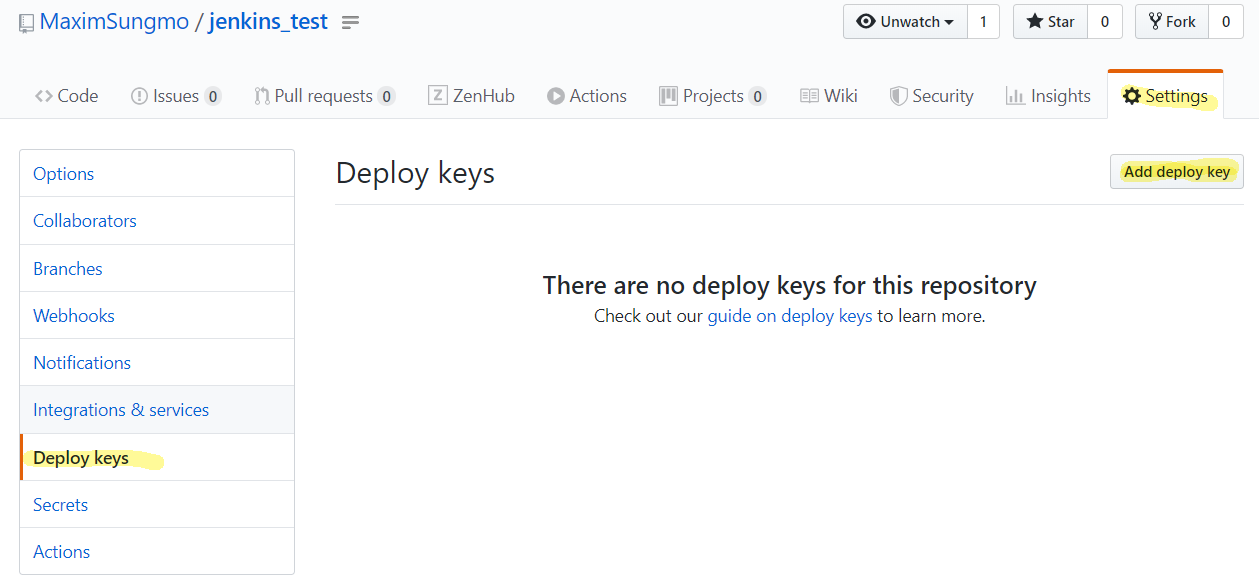 MaximSungmo / jenkins_test
Unwatch 1 Star 0 Fork 0
Code Issues 0 Pull requests 0 ZenHub Actions Projects 0 Wiki Security Insights Settings
Options
Collaborators
Branches
Webhooks
Notifications
Integrations & services
Deploy keys
Secrets
Actions
Deploy keys
Add deploy key
There are no deploy keys for this repository
Check out our guide on deploy keys to learn more.